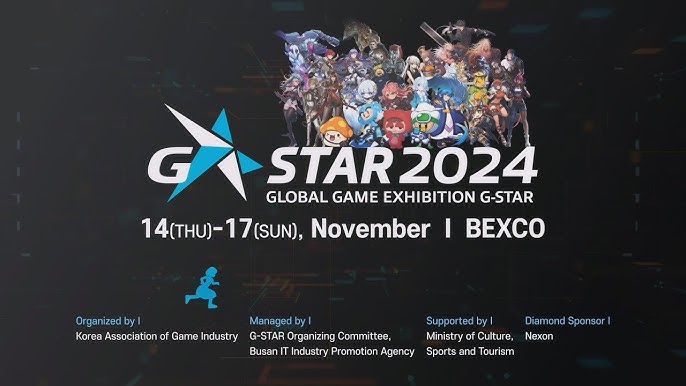 G STAR 2024
GLOBAL GAME EXHIBITION G-STAR
14(THU)-17(SUN), November I BEXCO
Organized by I
Korea Association of Game Industry
Managed by I
G-STAR Organizing Committee,
Busan IT Industry Promotion Agency
Supported by I
Ministry of Culture,
Sports and Tourism
Diamond Sponsor I
Nexon